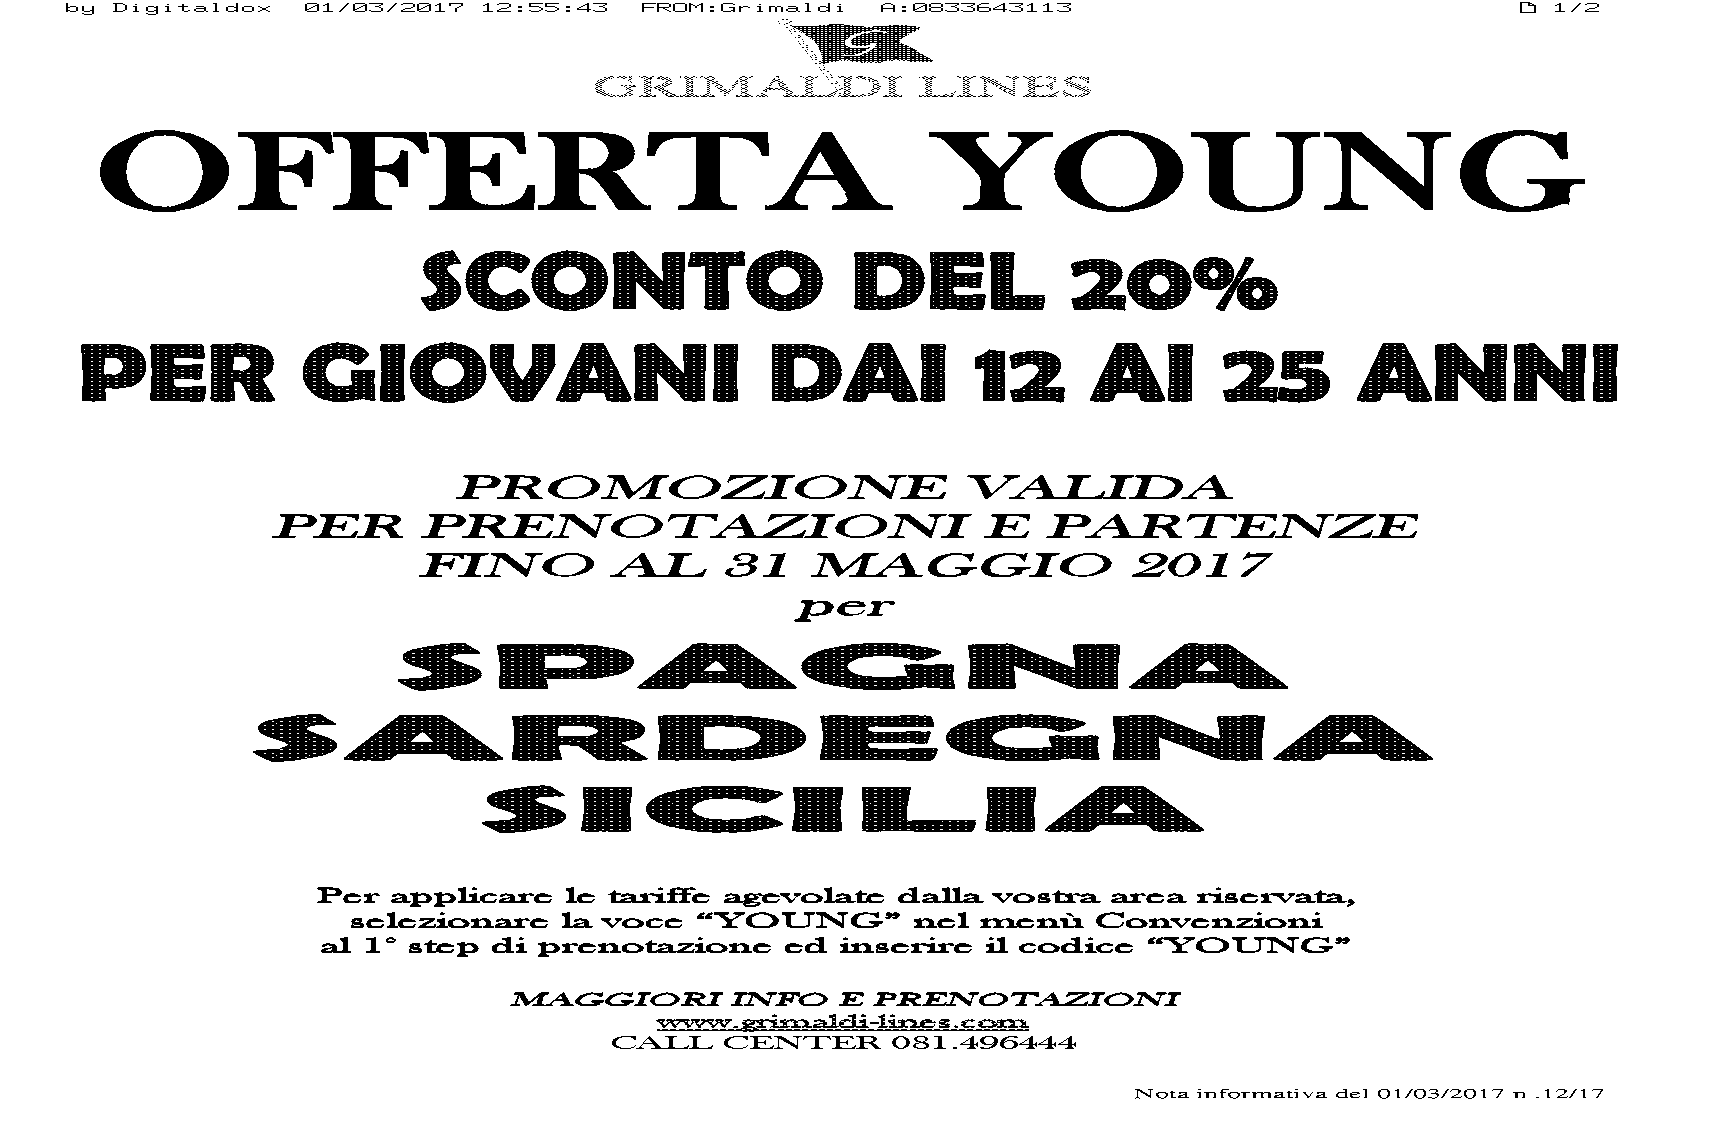 by Digitaldox 01/03/2017 12:55:43 FROM:Grimaldi A:0833643113 1/2
G
GRIMALDI LINES
OFFERTA YOUNG
SCONTO DEL 20%
PER GIOVANI DAI 12 AI 25 ANNI
PROMOZIONE VALIDA
PER PRENOTAZIONI E PARTENZE
FINO AL 31 MAGGIO 2017
per
SPAGNA
SARDEGNA
SICILIA
Per applicare le tariffe agevolate dalla vostra area riservata,
selezionare la voce “YOUNG” nel menù Convenzioni
al 1° step di prenotazione ed inserire il codice “YOUNG”
MAGGIORI INFO E PRENOTAZIONI
www.grimaldi-lines.com
CALL CENTER 081.496444
Nota informativa del 01/03/2017 n .12/17